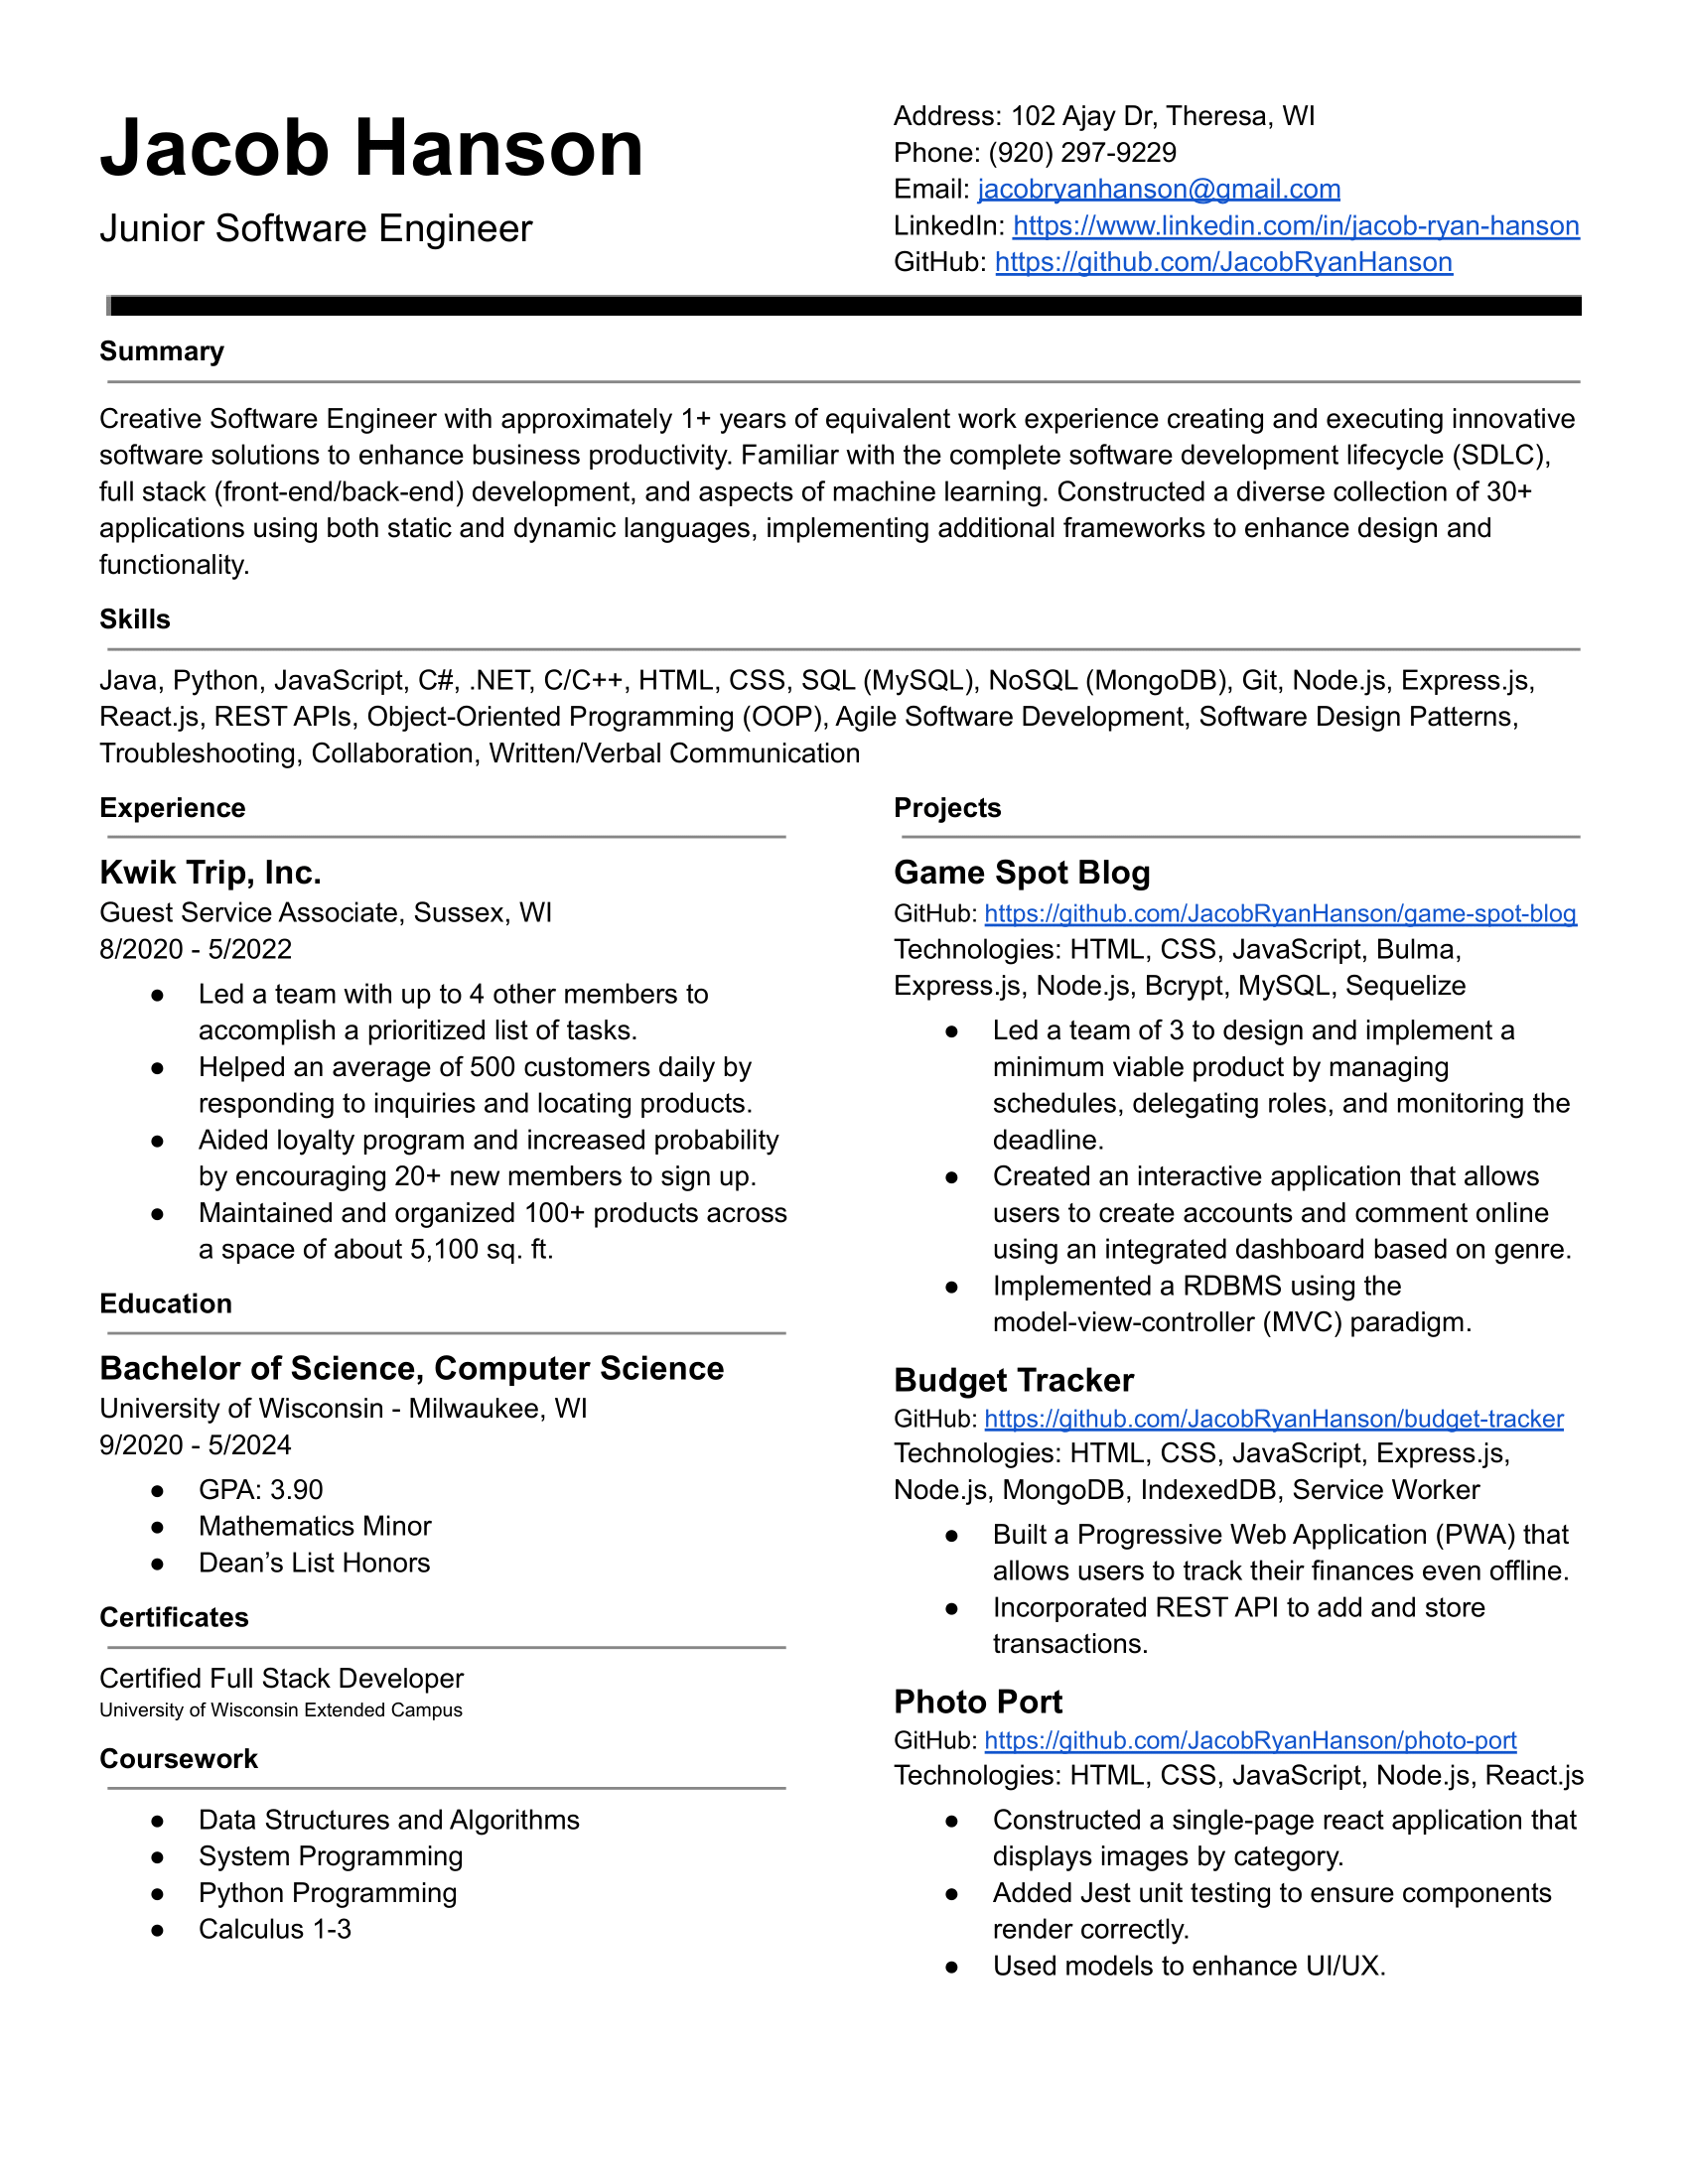 Jacob Hanson
Junior Software Engineer
Address: 102 Ajay Dr, Theresa, WI
Phone: (920) 297-9229
Email: jacobryanhanson@gmail.com
LinkedIn: https://www.linkedin.com/in/jacob-ryan-hanson
GitHub: https://github.com/JacobRyanHanson
Summary
Creative Software Engineer with approximately 1+ years of equivalent work experience creating and executing innovative
software solutions to enhance business productivity. Familiar with the complete software development lifecycle (SDLC),
full stack (front-end/back-end) development, and aspects of machine learning. Constructed a diverse collection of 30+
applications using both static and dynamic languages, implementing additional frameworks to enhance design and
functionality.
Skills
Java, Python, JavaScript, C#, .NET, C/C++, HTML, CSS, SQL (MySQL), NoSQL (MongoDB), Git, Node.js, Express.js,
React.js, REST APIs, Object-Oriented Programming (OOP), Agile Software Development, Software Design Patterns,
Troubleshooting, Collaboration, Written/Verbal Communication
Experience
Kwik Trip, Inc.
Guest Service Associate, Sussex, WI
8/2020 - 5/2022
● Led a team with up to 4 other members to
accomplish a prioritized list of tasks.
● Helped an average of 500 customers daily by
responding to inquiries and locating products.
● Aided loyalty program and increased probability
by encouraging 20+ new members to sign up.
● Maintained and organized 100+ products across
a space of about 5,100 sq. ft.
Education
Bachelor of Science, Computer Science
University of Wisconsin - Milwaukee, WI
9/2020 - 5/2024
● GPA: 3.90
● Mathematics Minor
● Dean’s List Honors
Certificates
Certified Full Stack Developer
University of Wisconsin Extended Campus
Coursework
● Data Structures and Algorithms
● System Programming
● Python Programming
● Calculus 1-3
Projects
Game Spot Blog
GitHub: https://github.com/JacobRyanHanson/game-spot-blog
Technologies: HTML, CSS, JavaScript, Bulma,
Express.js, Node.js, Bcrypt, MySQL, Sequelize
● Led a team of 3 to design and implement a
minimum viable product by managing
schedules, delegating roles, and monitoring the
deadline.
● Created an interactive application that allows
users to create accounts and comment online
using an integrated dashboard based on genre.
● Implemented a RDBMS using the
model-view-controller (MVC) paradigm.
Budget Tracker
GitHub: https://github.com/JacobRyanHanson/budget-tracker
Technologies: HTML, CSS, JavaScript, Express.js,
Node.js, MongoDB, IndexedDB, Service Worker
● Built a Progressive Web Application (PWA) that
allows users to track their finances even offline.
● Incorporated REST API to add and store
transactions.
Photo Port
GitHub: https://github.com/JacobRyanHanson/photo-port
Technologies: HTML, CSS, JavaScript, Node.js, React.js
● Constructed a single-page react application that
displays images by category.
● Added Jest unit testing to ensure components
render correctly.
● Used models to enhance UI/UX.